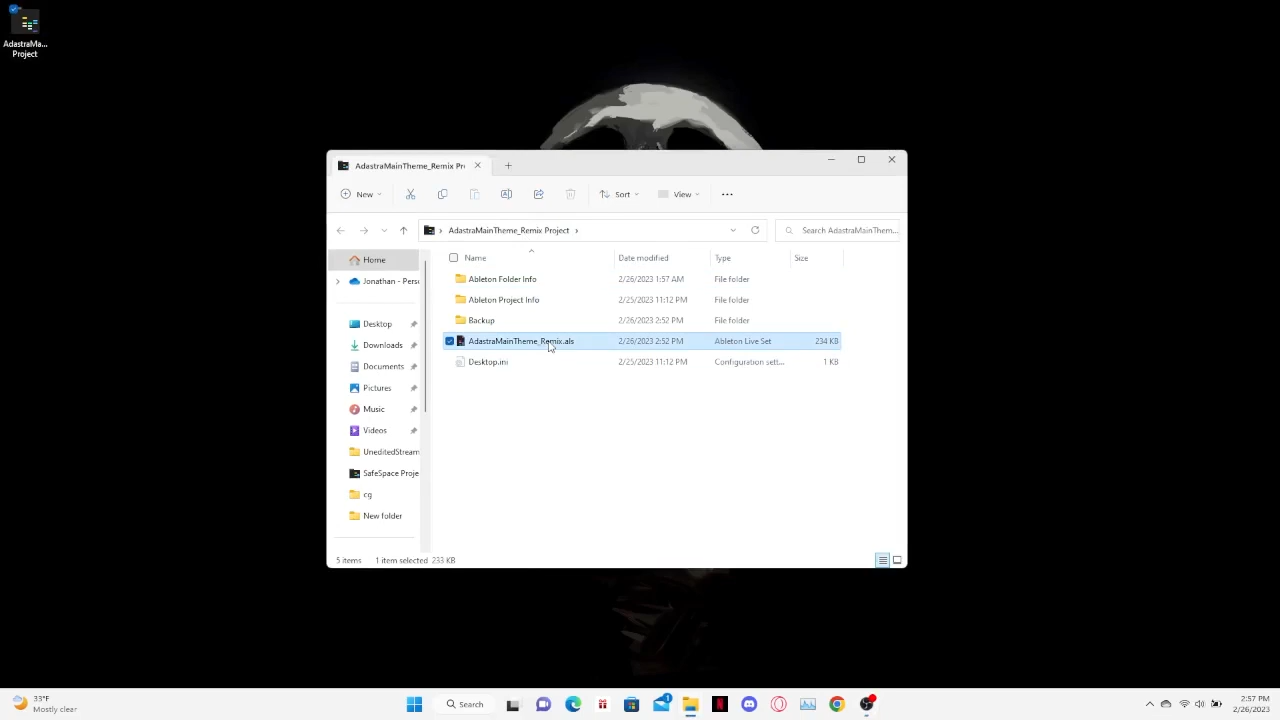 AdastraMa...
Project
AdastraMainTheme_Remix Pr
New
Sort
View
AdastraMainTheme_Remix Project
Search AdastraMainThem...
Home
Jonathan - Pers
Desktop
Downloads
Documents
Pictures
Music
Videos
UneditedStream
SafeSpace Proje
cg
New folder
Name Date modified Type Size
Ableton Folder Info 2/26/2023 1:57 AM File folder
Ableton Project Info 2/25/2023 11:12 PM File folder
Backup 2/26/2023 2:52 PM File folder
AdastraMainTheme_Remix.als 2/26/2023 2:52 PM Ableton Live Set 234 KB
Desktop.ini 2/25/2023 11:12 PM Configuration sett... 1 KB
5 items 1 item selected 233 KB
33°F
Mostly clear
Search
1
2:57 PM
2/26/2023